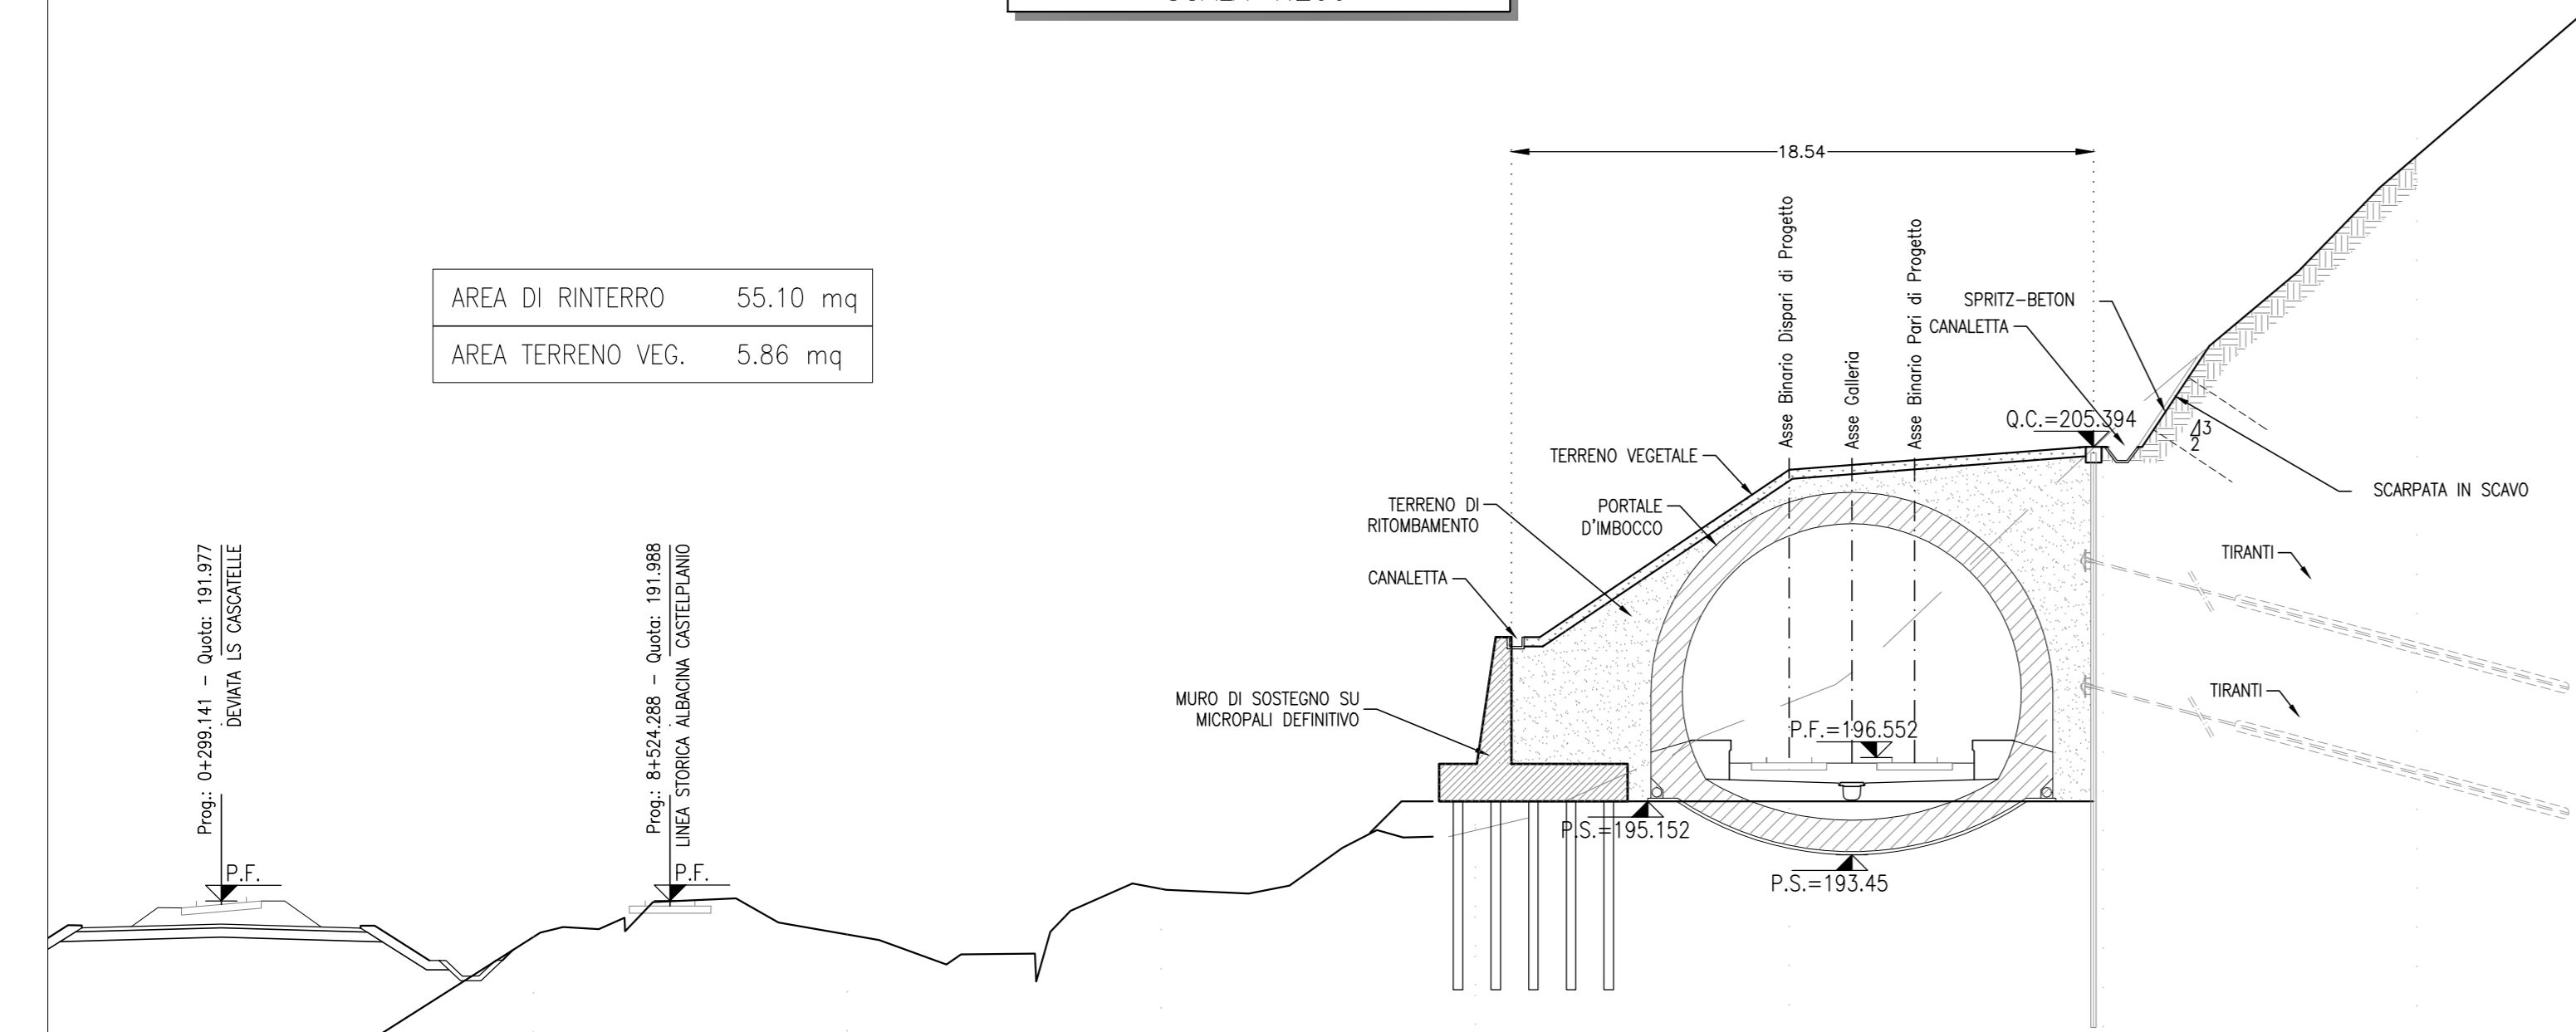 18.54
AREA DI RINTERRO 55.10 mq
AREA TERRENO VEG. 5.86 mq
Asse Binario Dispari di Progetto
Asse Galleria
Asse Binario Pari di Progetto
SPRITZ-BETON
CANALETTA
Q.C.=205.394
3
2
TERRENO VEGETALE
SCARPATA IN SCAVO
TERRENO DI
RITOMBAMENTO
PORTALE
D'IMBOCCO
TIRANTI
CANALETTA
Prog.: 0+299.141 - Quota: 191.977
DEVIATA LS CASCATELLE
Prog.: 8+524.288 - Quota: 191.988
LINEA STORICA ALBACINA CASTELPLANIO
MURO DI SOSTEGNO SU
MICROPALI DEFINITIVO
TIRANTI
P.F.=196.552
P.S.=195.152
P.F.
P.F.
P.S.=193.45